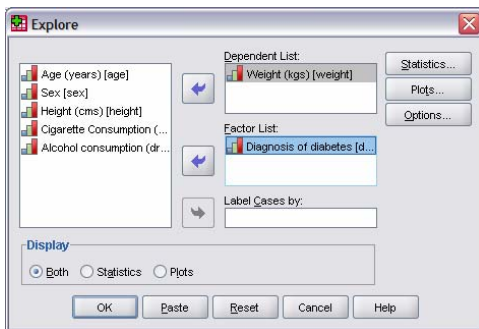 Explore
Age (years) [age]
Sex [sex]
Height (cms) [height]
Cigarette Consumption (...
Alcohol consumption (dr...
Dependent List:
Weight (kgs) [weight]
Factor List:
Diagnosis of diabetes [d...
Label Cases by:
Statistics...
Plots...
Options...
Display
Both Statistics Plots
OK Paste Reset Cancel Help